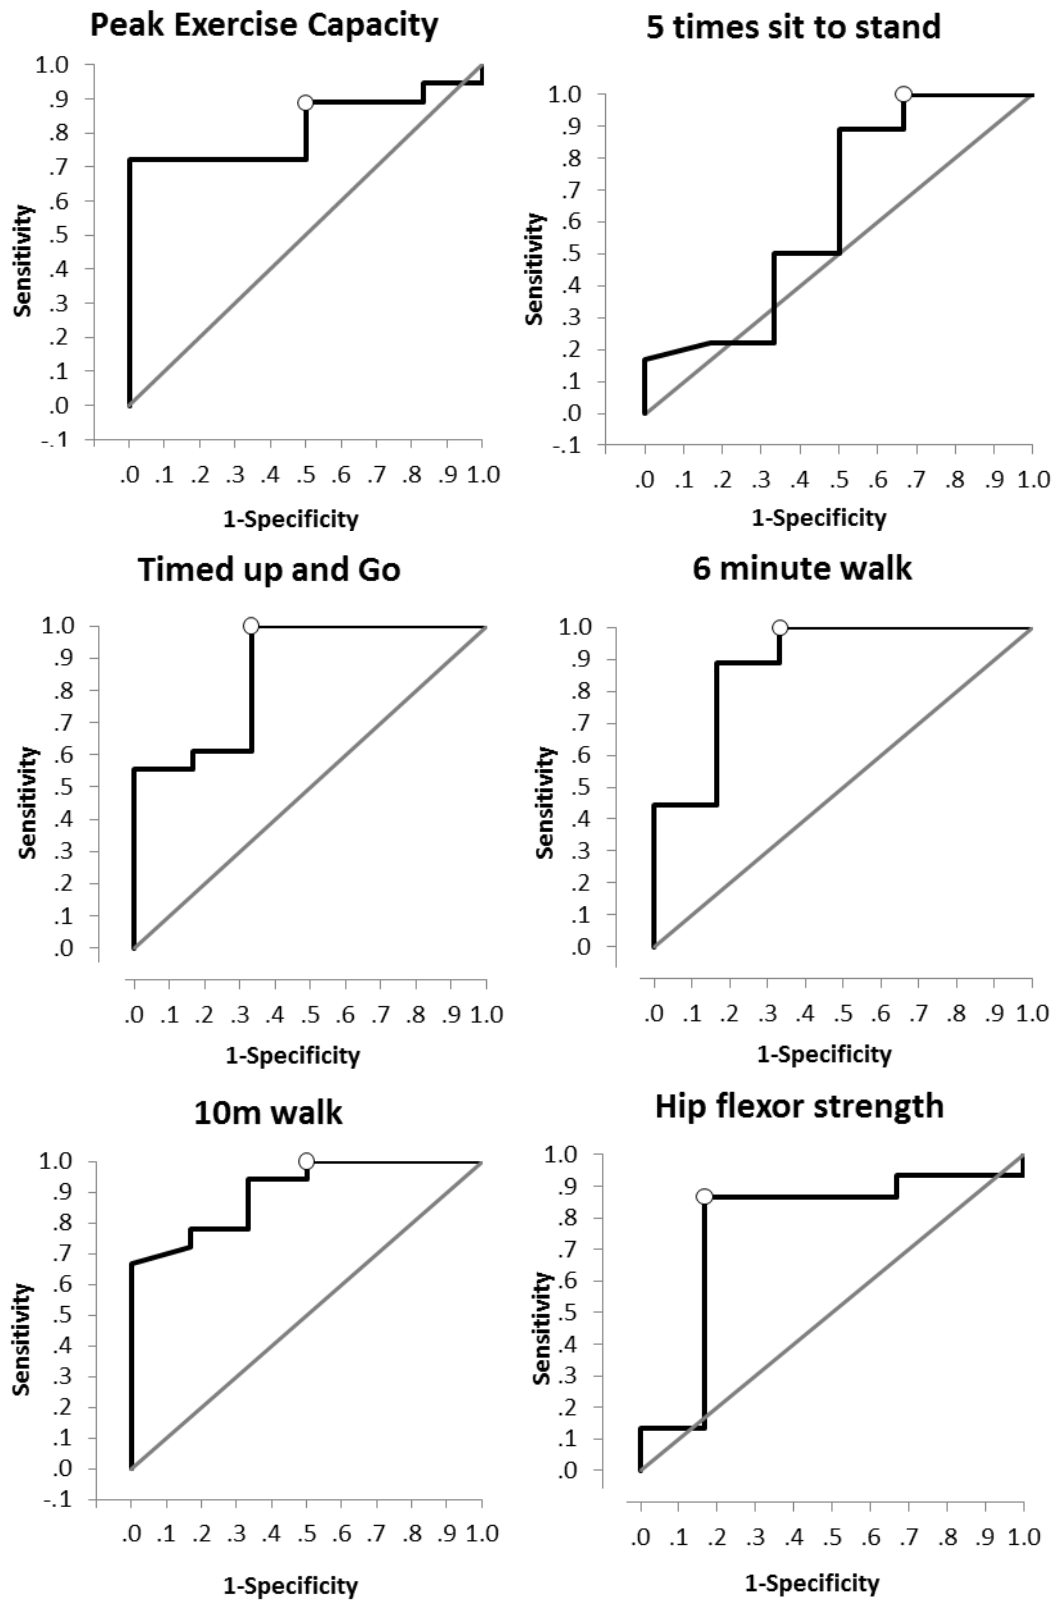 Peak Exercise Capacity
1.0
.9
.8
.7
.6
.5
.4
.3
.2
.1
.0
-.1
Sensitivity
.0 .1 .2 .3 .4 .5 .6 .7 .8 .9 1.0
1-Specificity
5 times sit to stand
1.0
.9
.8
.7
.6
.5
.4
.3
.2
.1
.0
-.1
Sensitivity
.0 .1 .2 .3 .4 .5 .6 .7 .8 .9 1.0
1-Specificity
Timed up and Go
1.0
.9
.8
.7
.6
.5
.4
.3
.2
.1
.0
Sensitivity
.0 .1 .2 .3 .4 .5 .6 .7 .8 .9 1.0
1-Specificity
6 minute walk
1.0
.9
.8
.7
.6
.5
.4
.3
.2
.1
.0
Sensitivity
.0 .1 .2 .3 .4 .5 .6 .7 .8 .9 1.0
1-Specificity
10m walk
1.0
.9
.8
.7
.6
.5
.4
.3
.2
.1
.0
-.1
Sensitivity
.0 .1 .2 .3 .4 .5 .6 .7 .8 .9 1.0
1-Specificity
Hip flexor strength
1.0
.9
.8
.7
.6
.5
.4
.3
.2
.1
.0
Sensitivity
.0 .1 .2 .3 .4 .5 .6 .7 .8 .9 1.0
1-Specificity